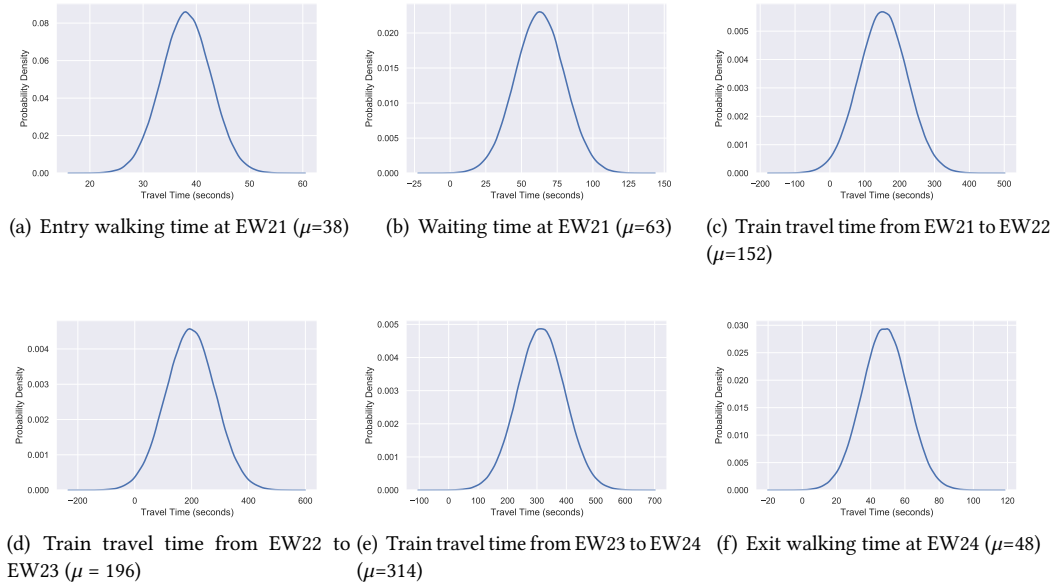 0.08
0.06
0.04
0.02
0.00
Probability Density
20 30 40 50 60
Travel Time (seconds)
(a) Entry walking time at EW21 (μ=38)
0.020
0.015
0.010
0.005
0.000
Probability Density
−25 0 25 50 75 100 125 150
Travel Time (seconds)
(b) Waiting time at EW21 (μ=63)
0.005
0.004
0.003
0.002
0.001
0.000
Probability Density
−200 −100 0 100 200 300 400 500
Travel Time (seconds)
(c) Train travel time from EW21 to EW22
(μ=152)
0.004
0.003
0.002
0.001
0.000
Probability Density
−200 0 200 400 600
Travel Time (seconds)
(d) Train travel time from EW22 to
EW23 (μ = 196)
0.005
0.004
0.003
0.002
0.001
0.000
Probability Density
−100 0 100 200 300 400 500 600 700
Travel Time (seconds)
(e) Train travel time from EW23 to EW24
(μ=314)
0.030
0.025
0.020
0.015
0.010
0.005
0.000
Probability Density
−20 0 20 40 60 80 100 120
Travel Time (seconds)
(f) Exit walking time at EW24 (μ=48)